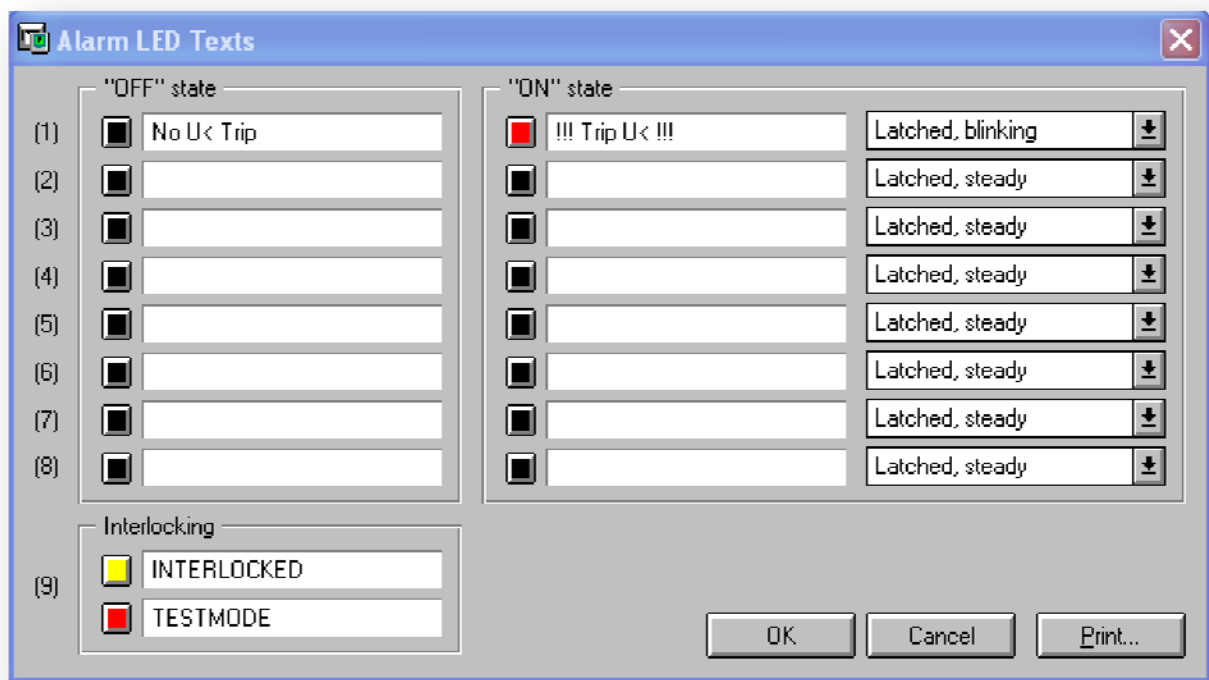 Alarm LED Texts
"OFF" state "ON" state
(1) No U< Trip !!! Trip U< !!! Latched, blinking
(2) Latched, steady
(3) Latched, steady
(4) Latched, steady
(5) Latched, steady
(6) Latched, steady
(7) Latched, steady
(8) Latched, steady
Interlocking
(9) INTERLOCKED
TESTMODE
OK Cancel Print...